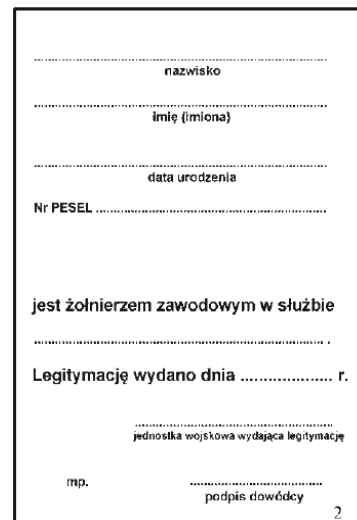 ........................................
nazwisko
........................................
imię (imiona)
........................................
data urodzenia
Nr PESEL ........................................
jest żołnierzem zawodowym w służbie
........................................ .
Legitymację wydano dnia .................... r.
........................................
jednostka wojskowa wydająca legitymację
mp. ........................
podpis dowódcy
2